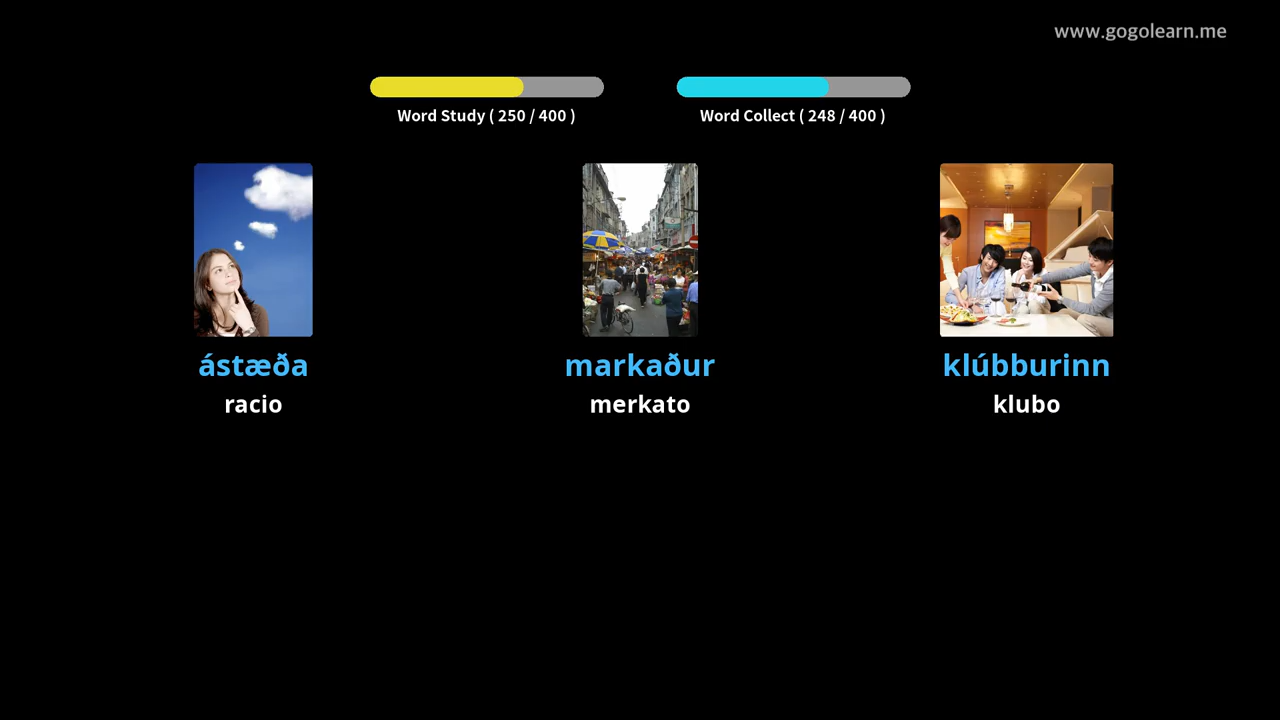 www.gogolearn.me
Word Study ( 250 / 400 )
Word Collect ( 248 / 400 )
ástæða
markaður
klúbburinn
racio
merkato
klubo